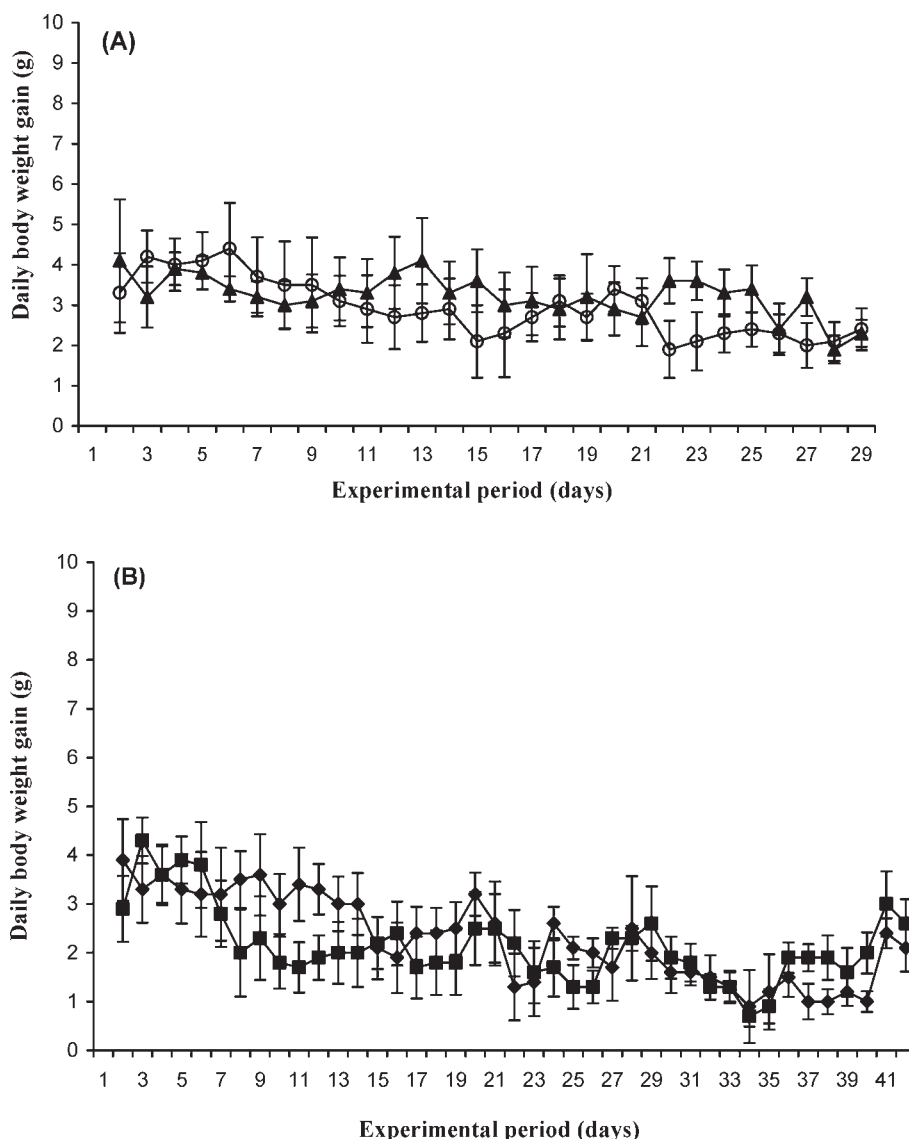 (A)
Daily body weight gain (g)
10
9
8
7
6
5
4
3
2
1
0
1 3 5 7 9 11 13 15 17 19 21 23 25 27 29
Experimental period (days)
(B)
Daily body weight gain (g)
10
9
8
7
6
5
4
3
2
1
0
1 3 5 7 9 11 13 15 17 19 21 23 25 27 29 31 33 35 37 39 41
Experimental period (days)